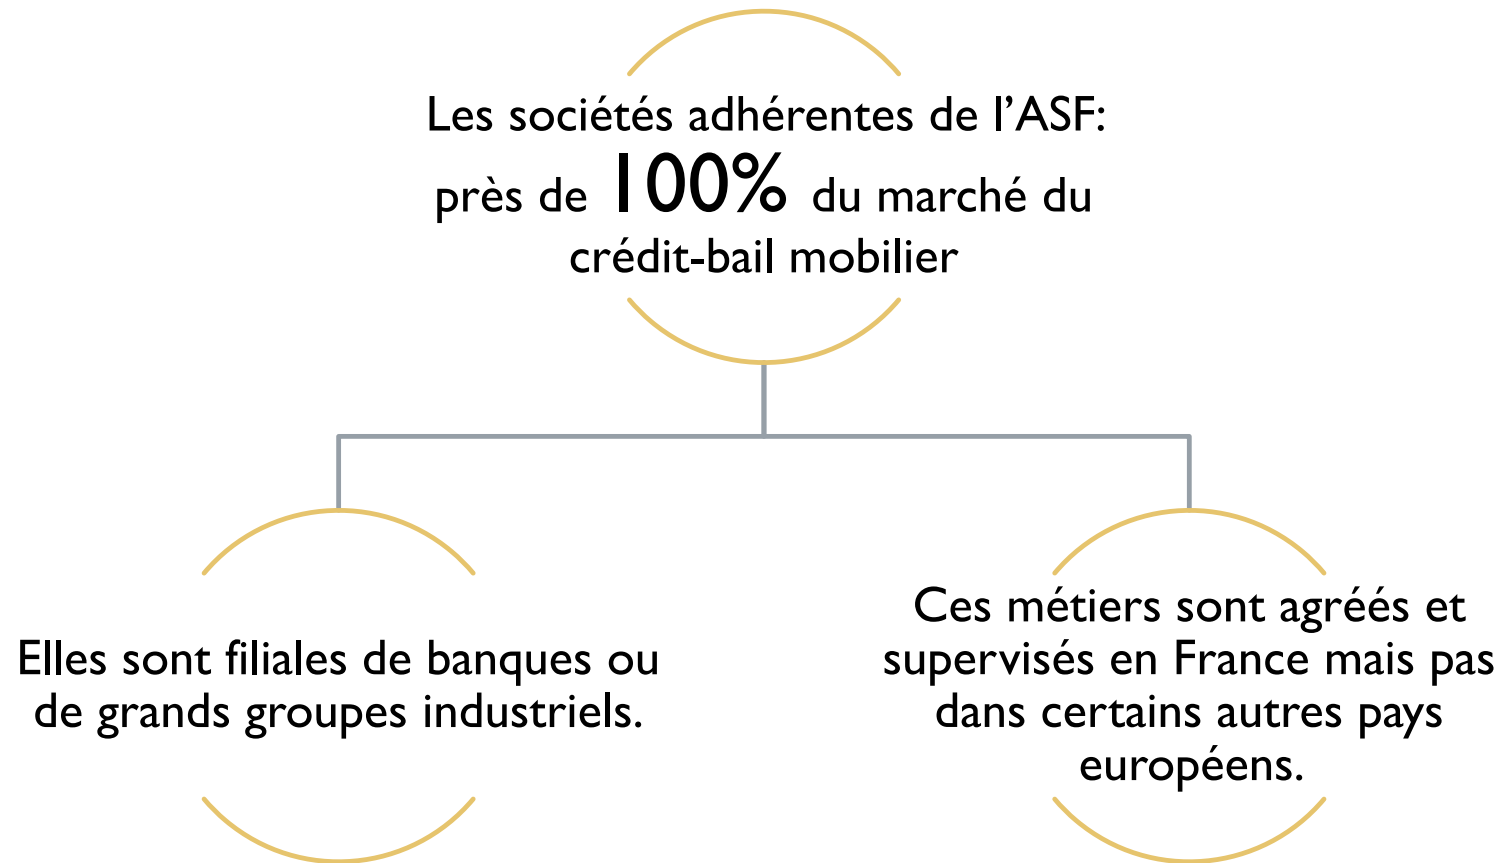 Les sociétés adhérentes de l’ASF:
près de 100% du marché du
crédit-bail mobilier
Elles sont filiales de banques ou
de grands groupes industriels.
Ces métiers sont agréés et
supervisés en France mais pas
dans certains autres pays
européens.